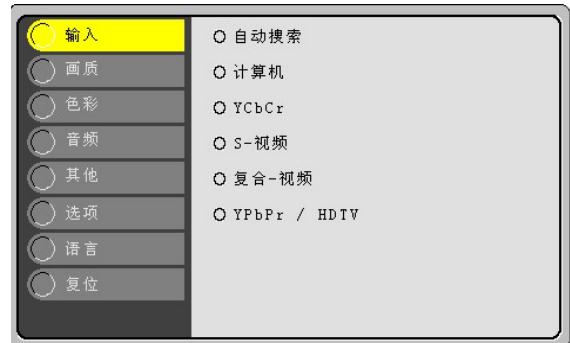 输入
画质
色彩
音频
其他
选项
语言
复位
自动搜索
计算机
YCbCr
S-视频
复合-视频
YPbPr / HDTV